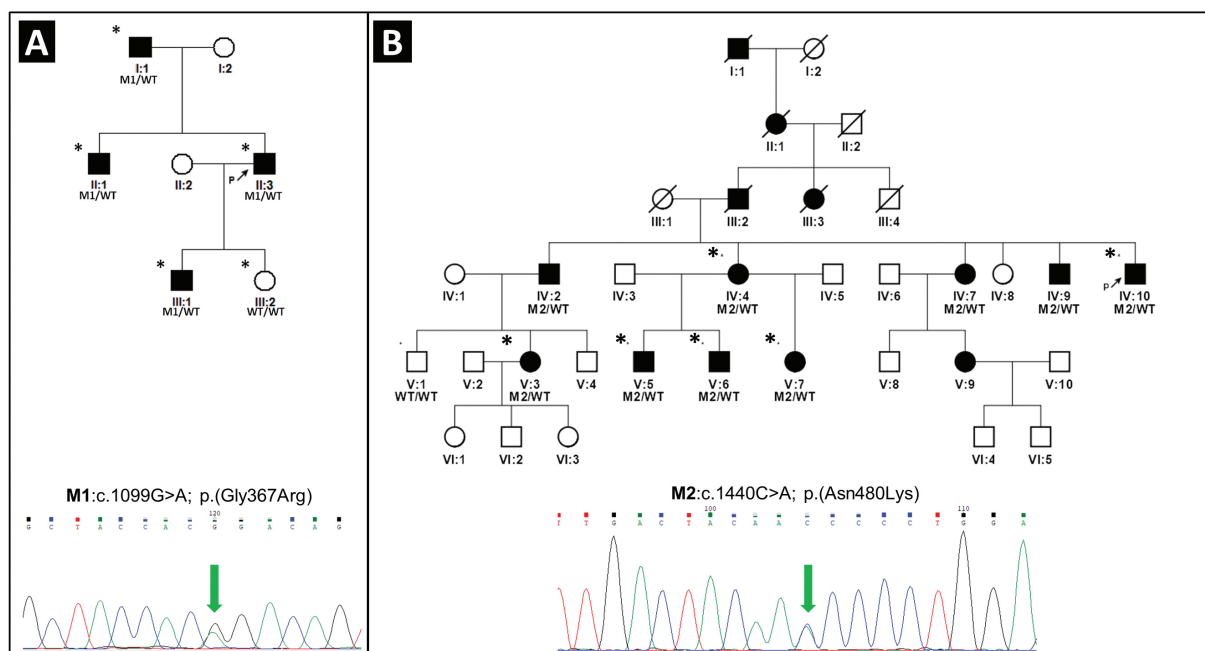 A
*
I:1
I:2
M1/WT
*
*
II:1
II:2
P
II:3
M1/WT
M1/WT
*
*
III:1
III:2
M1/WT
WT/WT
M1:c.1099G>A; p.(Gly367Arg)
120
G C T A C C A C G G A C A G
B
I:1
I:2
II:1
II:2
III:1
III:2
III:3
III:4
*
*
P
IV:1
IV:2
IV:3
IV:4
IV:5
IV:6
IV:7
IV:8
IV:9
IV:10
M2/WT
M2/WT
M2/WT
M2/WT
M2/WT
*
*
*
*
V:1
V:2
V:3
V:4
V:5
V:6
V:7
V:8
V:9
V:10
WT/WT
M2/WT
M2/WT
M2/WT
M2/WT
VI:1
VI:2
VI:3
VI:4
VI:5
M2:c.1440C>A; p.(Asn480Lys)
100
110
T T G A C T A C A A C C C C C T G G A